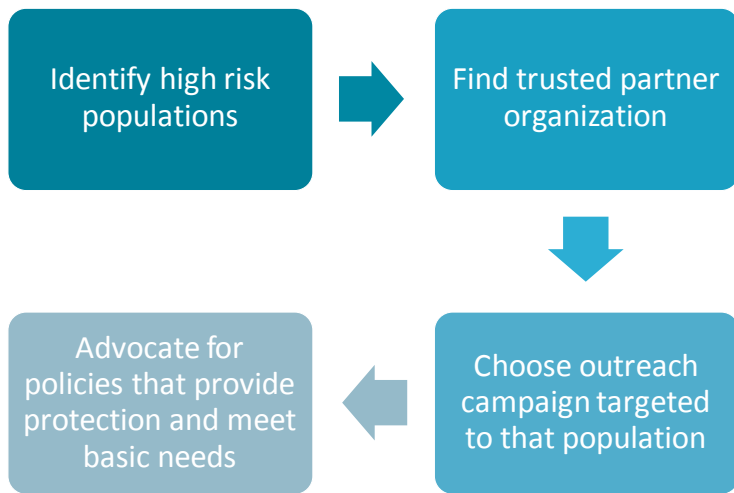 Identify high risk
populations
Find trusted partner
organization
Choose outreach
campaign targeted
to that population
Advocate for
policies that provide
protection and meet
basic needs